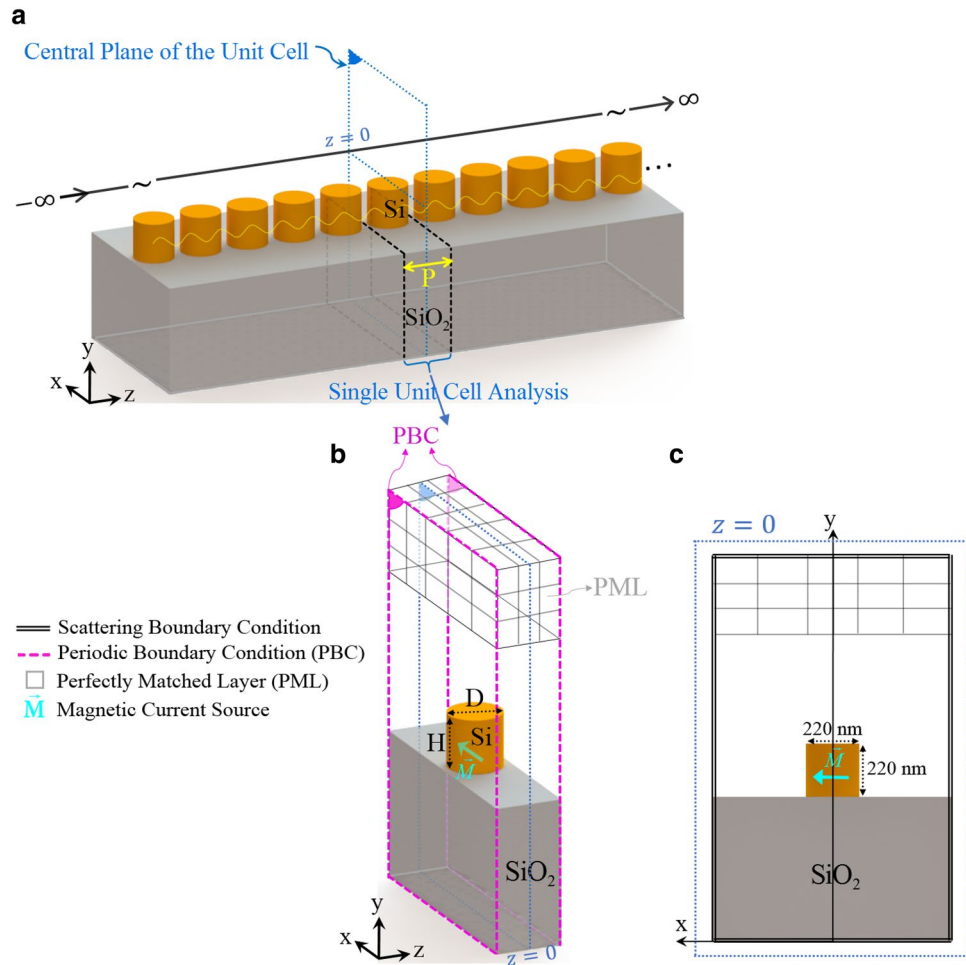 a
Central Plane of the Unit Cell
z = 0
−∞
~
~
∞
...
Si
P
SiO2
y
x
z
Single Unit Cell Analysis
PBC
b
c
PML
Scattering Boundary Condition
Periodic Boundary Condition (PBC)
Perfectly Matched Layer (PML)
M⃗ Magnetic Current Source
D
H
Si
M⃗
SiO2
y
x
z
z = 0
z = 0
y
220 nm
M⃗
220 nm
SiO2
x